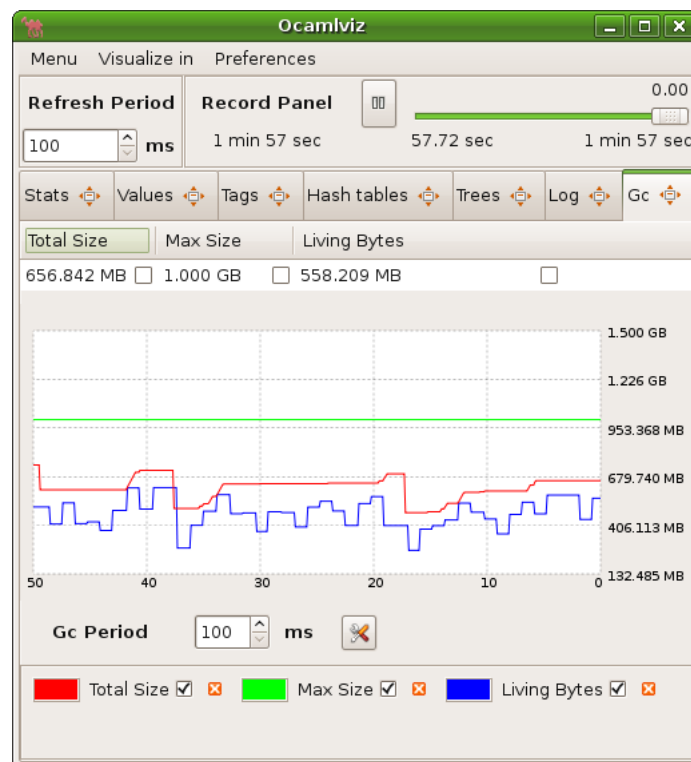 Ocamlviz
Menu Visualize in Preferences
0.00
Refresh Period Record Panel
100 ms 1 min 57 sec 57.72 sec 1 min 57 sec
Stats Values Tags Hash tables Trees Log Gc
Total Size Max Size Living Bytes
656.842 MB 1.000 GB 558.209 MB
1.500 GB
1.226 GB
953.368 MB
679.740 MB
406.113 MB
132.485 MB
50 40 30 20 10 0
Gc Period 100 ms
Total Size Max Size Living Bytes